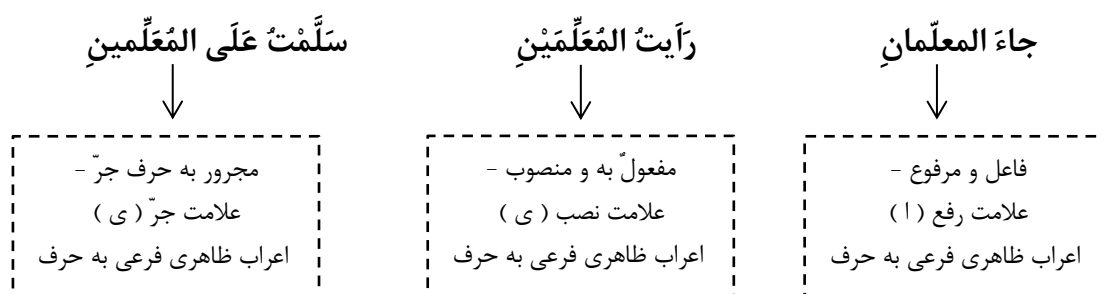 جاءَ المعلّمانِ
رَاَيتُ المُعَلِّمَيْنِ
سَلَّمْتُ عَلَى المُعَلِّمينِ
فاعل و مرفوع –
علامت رفع ( ا )
اعراب ظاهری فرعی به حرف
مفعولٌ به و منصوب –
علامت نصب ( ی )
اعراب ظاهری فرعی به حرف
مجرور به حرف جرّ –
علامت جرّ ( ی )
اعراب ظاهری فرعی به حرف